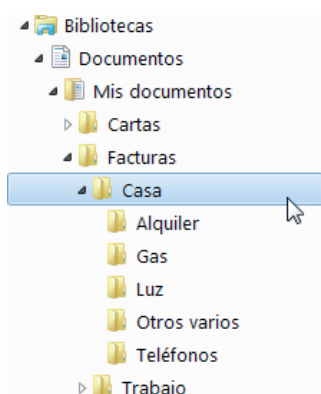 Bibliotecas
Documentos
Mis documentos
Cartas
Facturas
Casa
Alquiler
Gas
Luz
Otros varios
Teléfonos
Trabajo